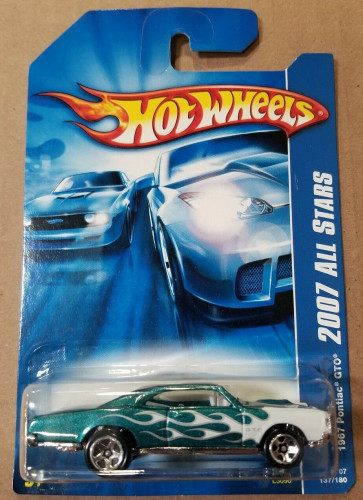 HOT WHEELS
2007 ALL STARS
1967 Pontiac GTO®
137/180